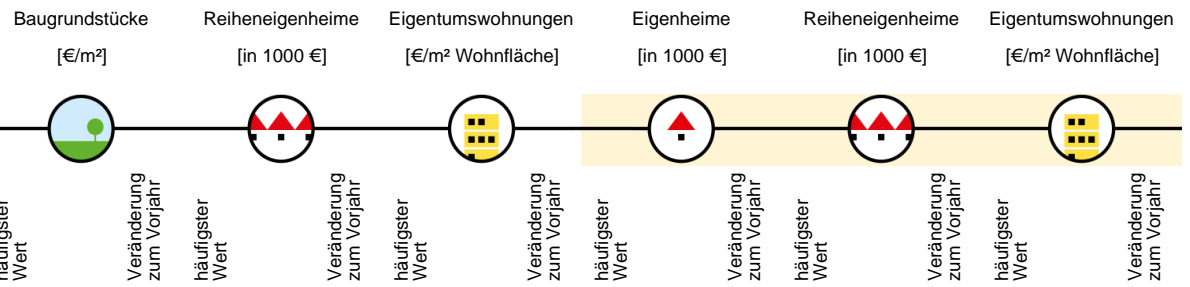 Baugrundstücke Reiheneigenheime Eigentumswohnungen Eigenheime Reiheneigenheime Eigentumswohnungen
[€/m²] [in 1000 €] [€/m² Wohnfläche] [in 1000 €] [in 1000 €] [€/m² Wohnfläche]
häufigster
Wert
Veränderung
zum Vorjahr
häufigster
Wert
Veränderung
zum Vorjahr
häufigster
Wert
Veränderung
zum Vorjahr
häufigster
Wert
Veränderung
zum Vorjahr
häufigster
Wert
Veränderung
zum Vorjahr
häufigster
Wert
Veränderung
zum Vorjahr